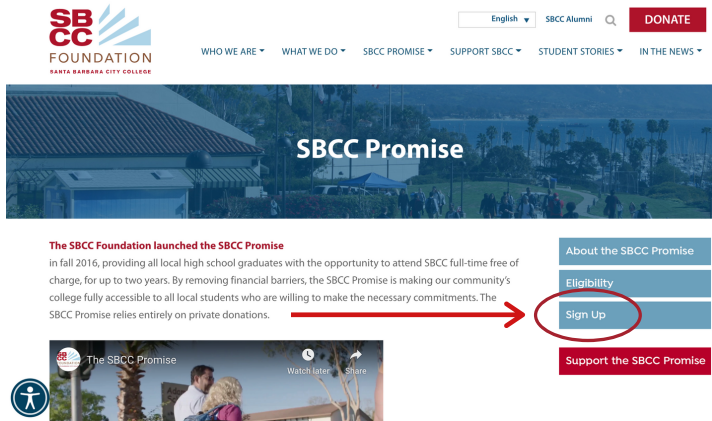 SB
CC
FOUNDATION
SANTA BARBARA CITY COLLEGE
English
SBCC Alumni
DONATE
WHO WE ARE
WHAT WE DO
SBCC PROMISE
SUPPORT SBCC
STUDENT STORIES
IN THE NEWS
SBCC Promise
The SBCC Foundation launched the SBCC Promise
in fall 2016, providing all local high school graduates with the opportunity to attend SBCC full-time free of
charge, for up to two years. By removing financial barriers, the SBCC Promise is making our community's
college fully accessible to all local students who are willing to make the necessary commitments. The
SBCC Promise relies entirely on private donations.
About the SBCC Promise
Eligibility
Sign Up
Support the SBCC Promise
SB
CC
The SBCC Promise
Watch later
Share